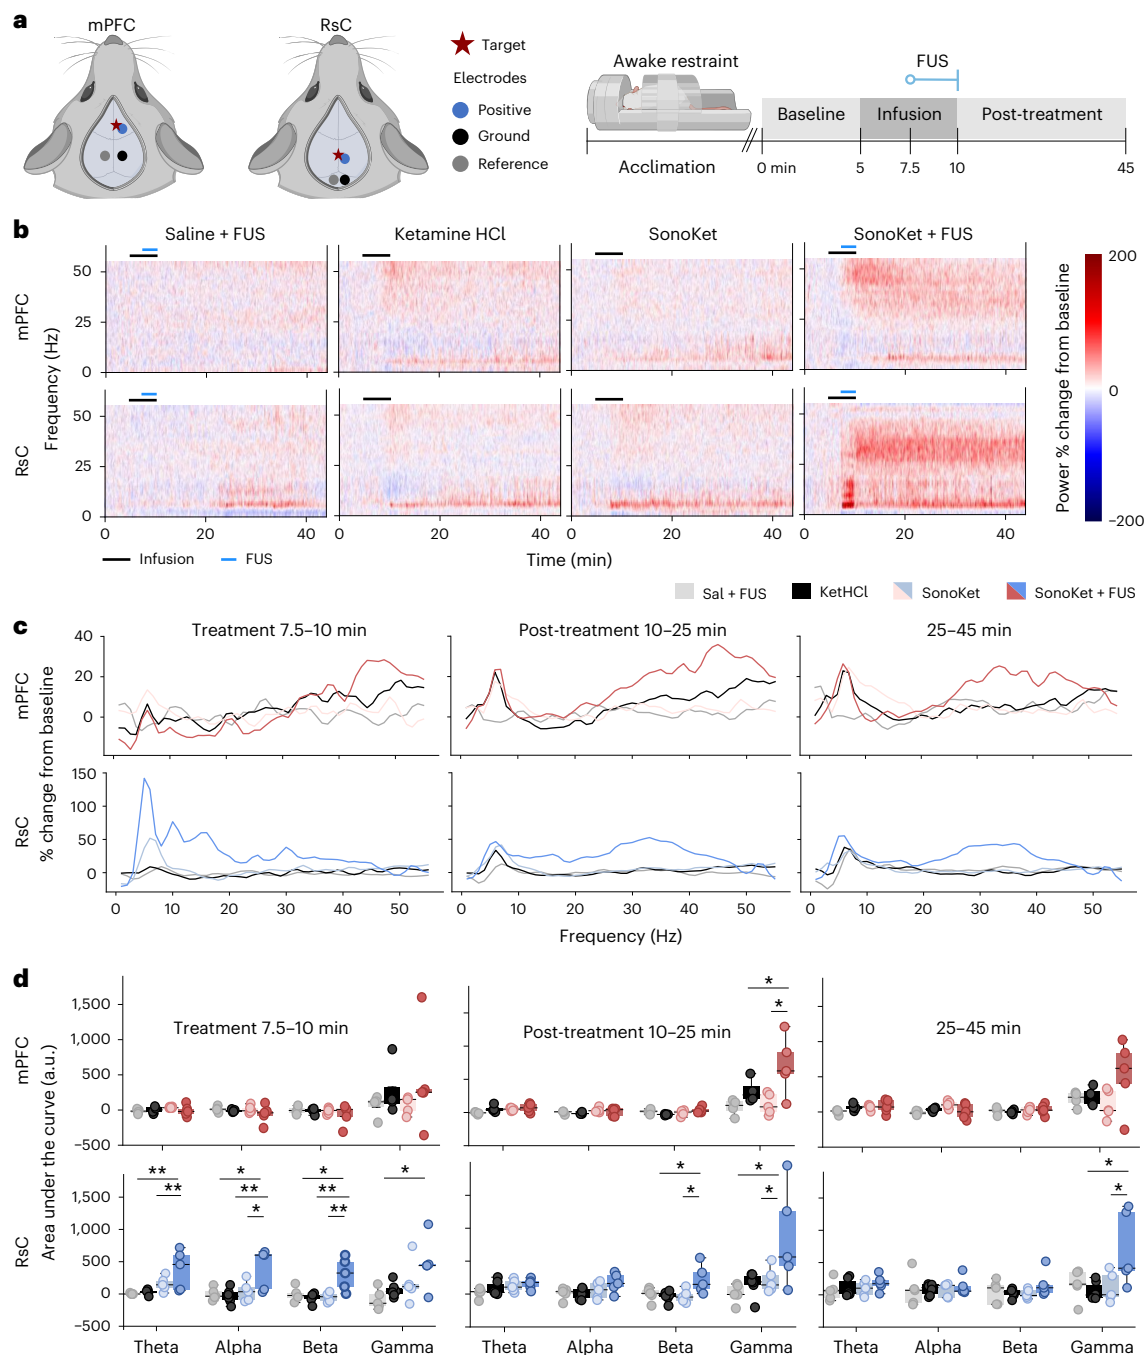 a
mPFC
RsC
Target
Electrodes
Positive
Ground
Reference
Awake restraint
Acclimation
FUS
Baseline
Infusion
Post-treatment
0 min
5
7.5
10
45
b
Saline + FUS
Ketamine HCl
SonoKet
SonoKet + FUS
mPFC
RsC
Frequency (Hz)
50
25
0
50
25
0
0
20
40
0
20
40
0
20
40
0
20
40
Infusion
FUS
Time (min)
Power % change from baseline
200
0
−200
Sal + FUS
KetHCl
SonoKet
SonoKet + FUS
c
Treatment 7.5–10 min
Post-treatment 10–25 min
25–45 min
mPFC
RsC
% change from baseline
40
20
0
150
100
50
0
0
10
20
30
40
50
0
10
20
30
40
50
0
10
20
30
40
50
Frequency (Hz)
d
mPFC
RsC
Area under the curve (a.u.)
Treatment 7.5–10 min
Post-treatment 10–25 min
25–45 min
1,500
1,000
500
0
−500
*
*
1,500
1,000
500
0
−500
**
**
*
**
*
*
**
**
*
*
*
*
*
*
*
Theta
Alpha
Beta
Gamma
Theta
Alpha
Beta
Gamma
Theta
Alpha
Beta
Gamma